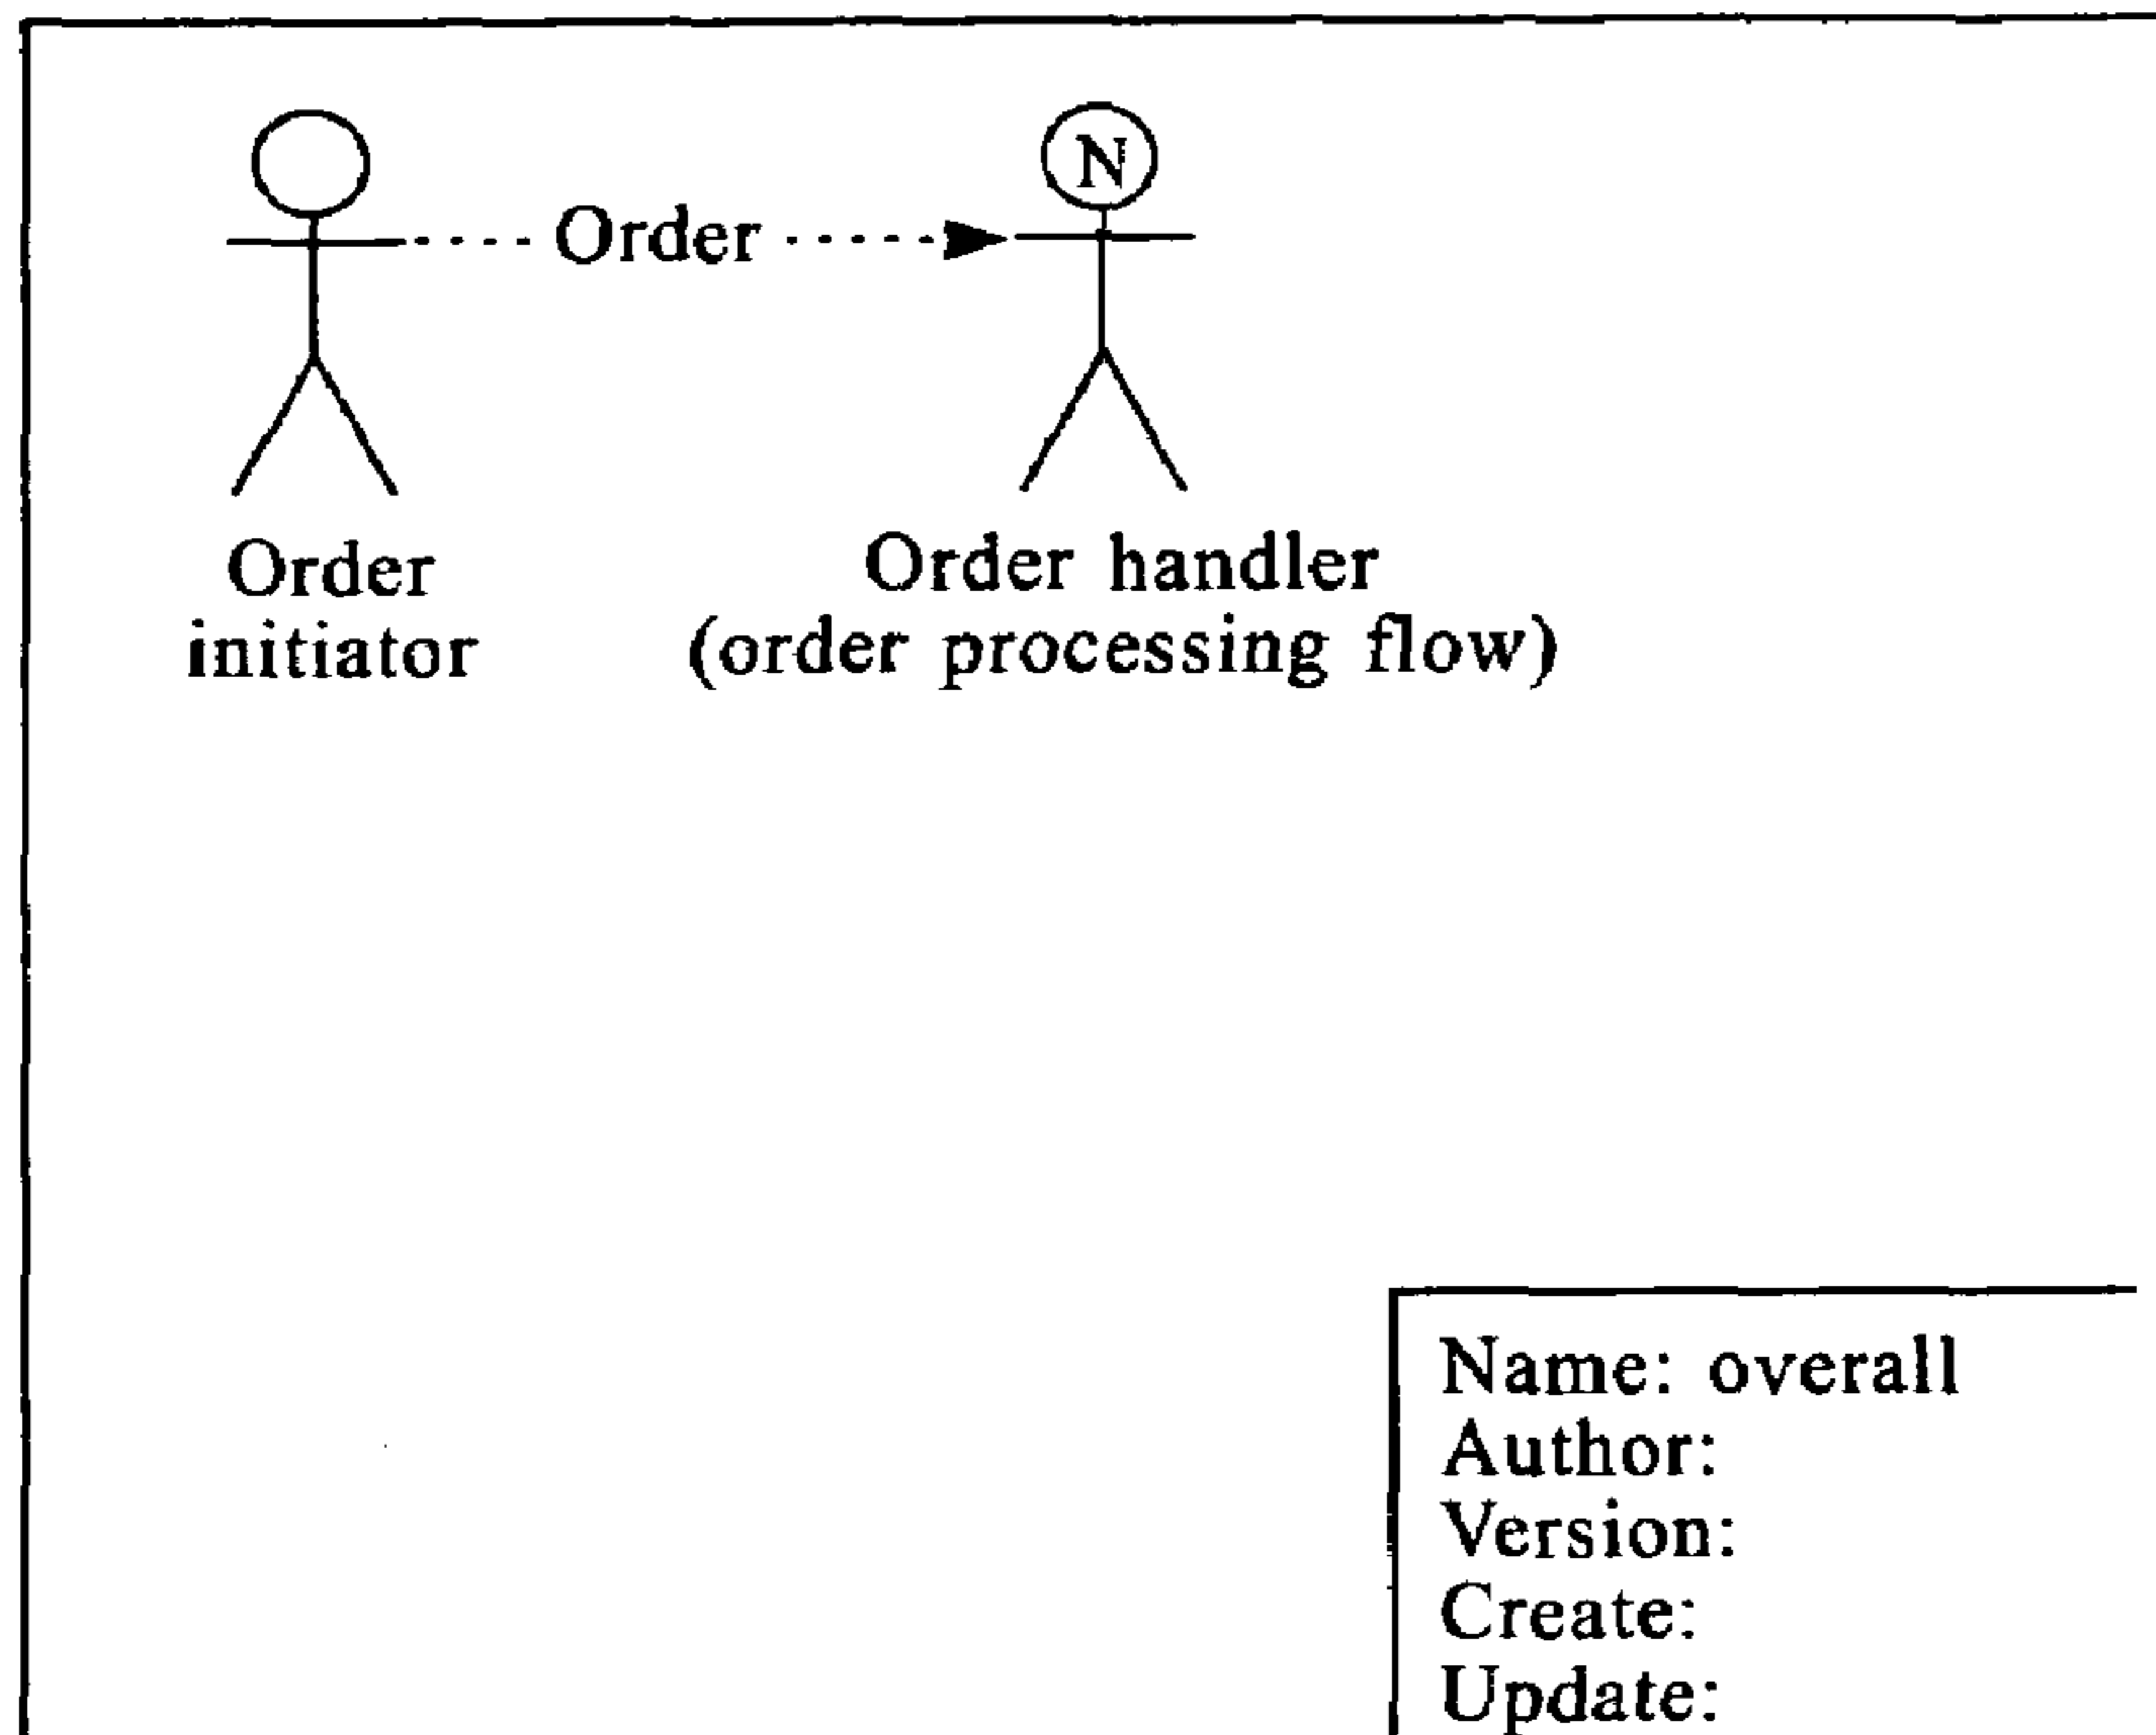 N
Order
Order initiator
Order handler
(order processing flow)
Name: overall
Author:
Version:
Create:
Update: